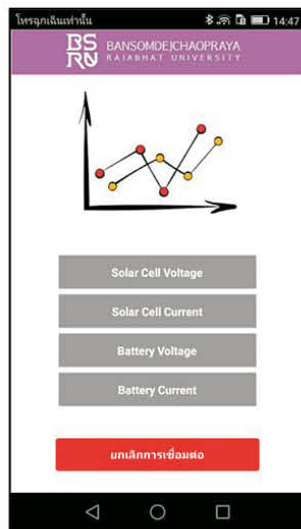 โทรฉุกเฉินเท่านั้น 14:47
BS BANSOMDEJCHAOPRAYA
RU RAJABHAT UNIVERSITY
Solar Cell Voltage
Solar Cell Current
Battery Voltage
Battery Current
ยกเลิกการเชื่อมต่อ